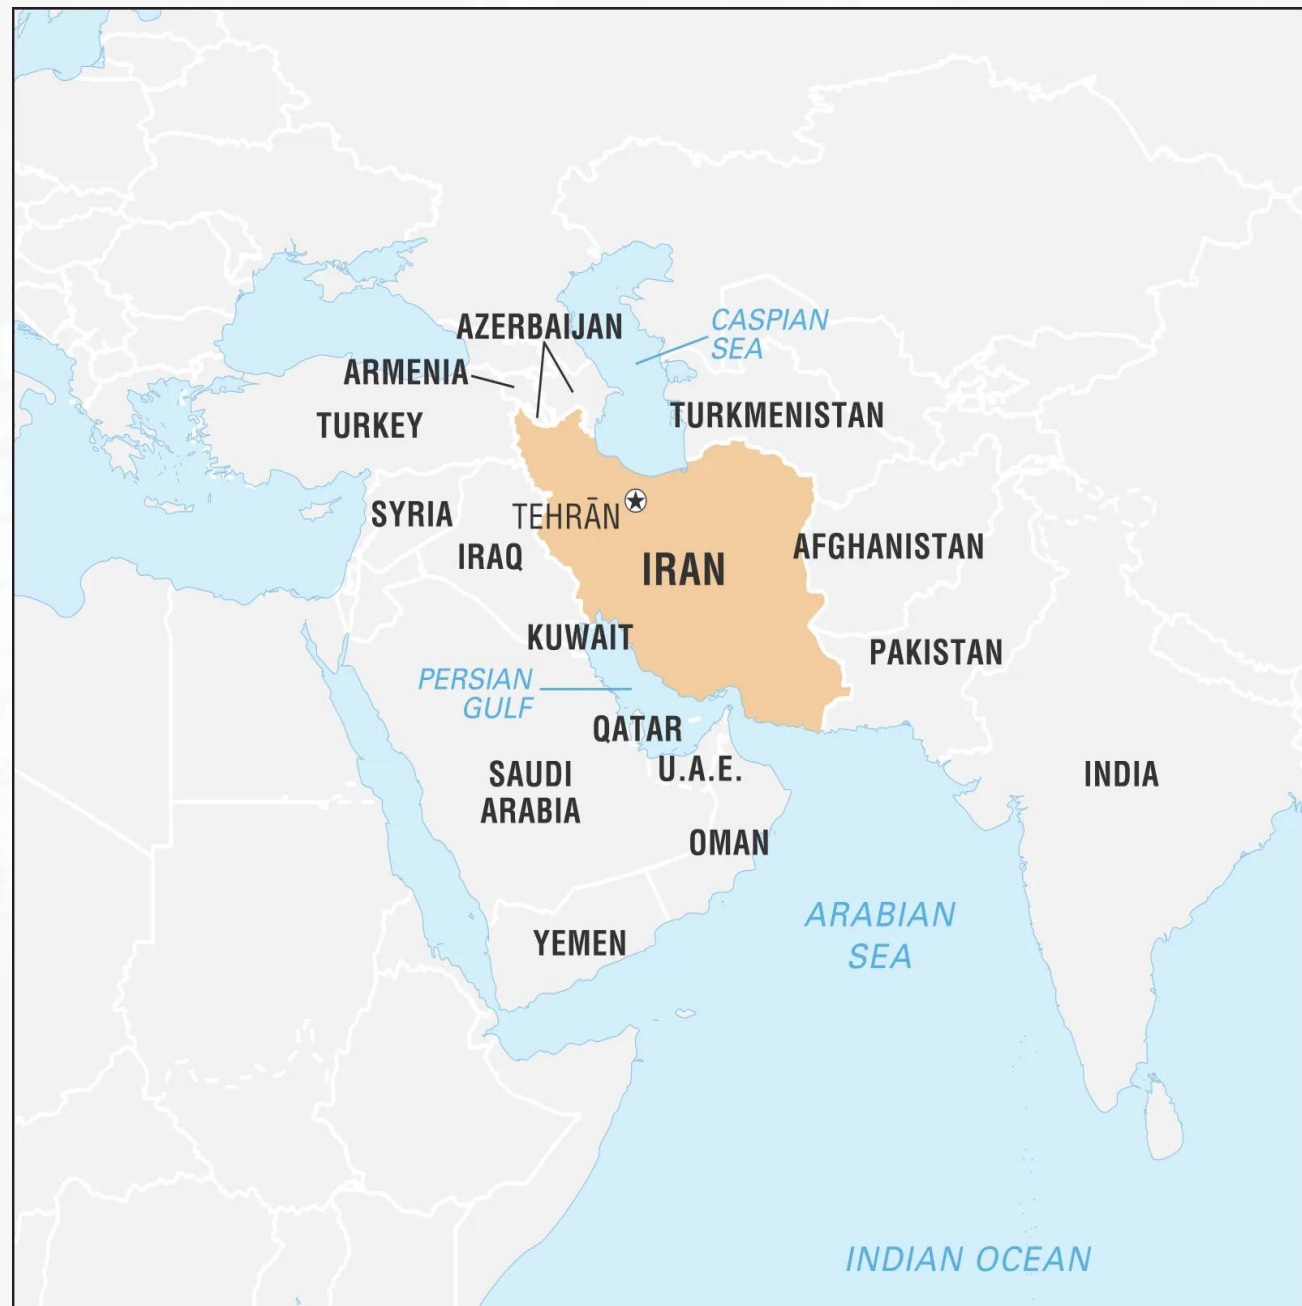 AZERBAIJAN
CASPIAN
SEA
ARMENIA
TURKEY
TURKMENISTAN
SYRIA
TEHRĀN
IRAQ
IRAN
AFGHANISTAN
KUWAIT
PAKISTAN
PERSIAN
GULF
QATAR
SAUDI
ARABIA
U.A.E.
INDIA
OMAN
ARABIAN
SEA
YEMEN
INDIAN OCEAN